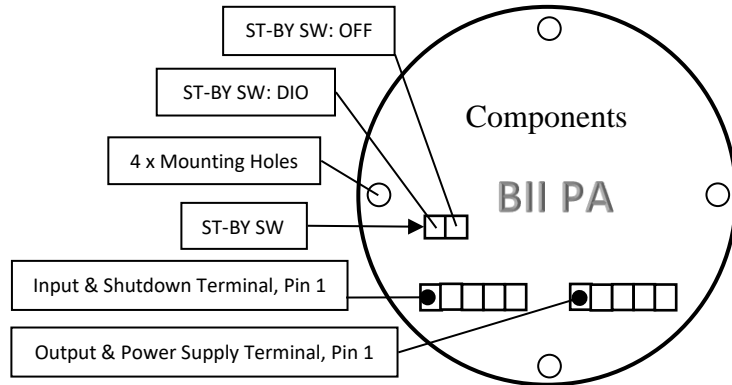 ST-BY SW: OFF
ST-BY SW: DIO
Components
4 x Mounting Holes
BII PA
ST-BY SW
Input & Shutdown Terminal, Pin 1
Output & Power Supply Terminal, Pin 1